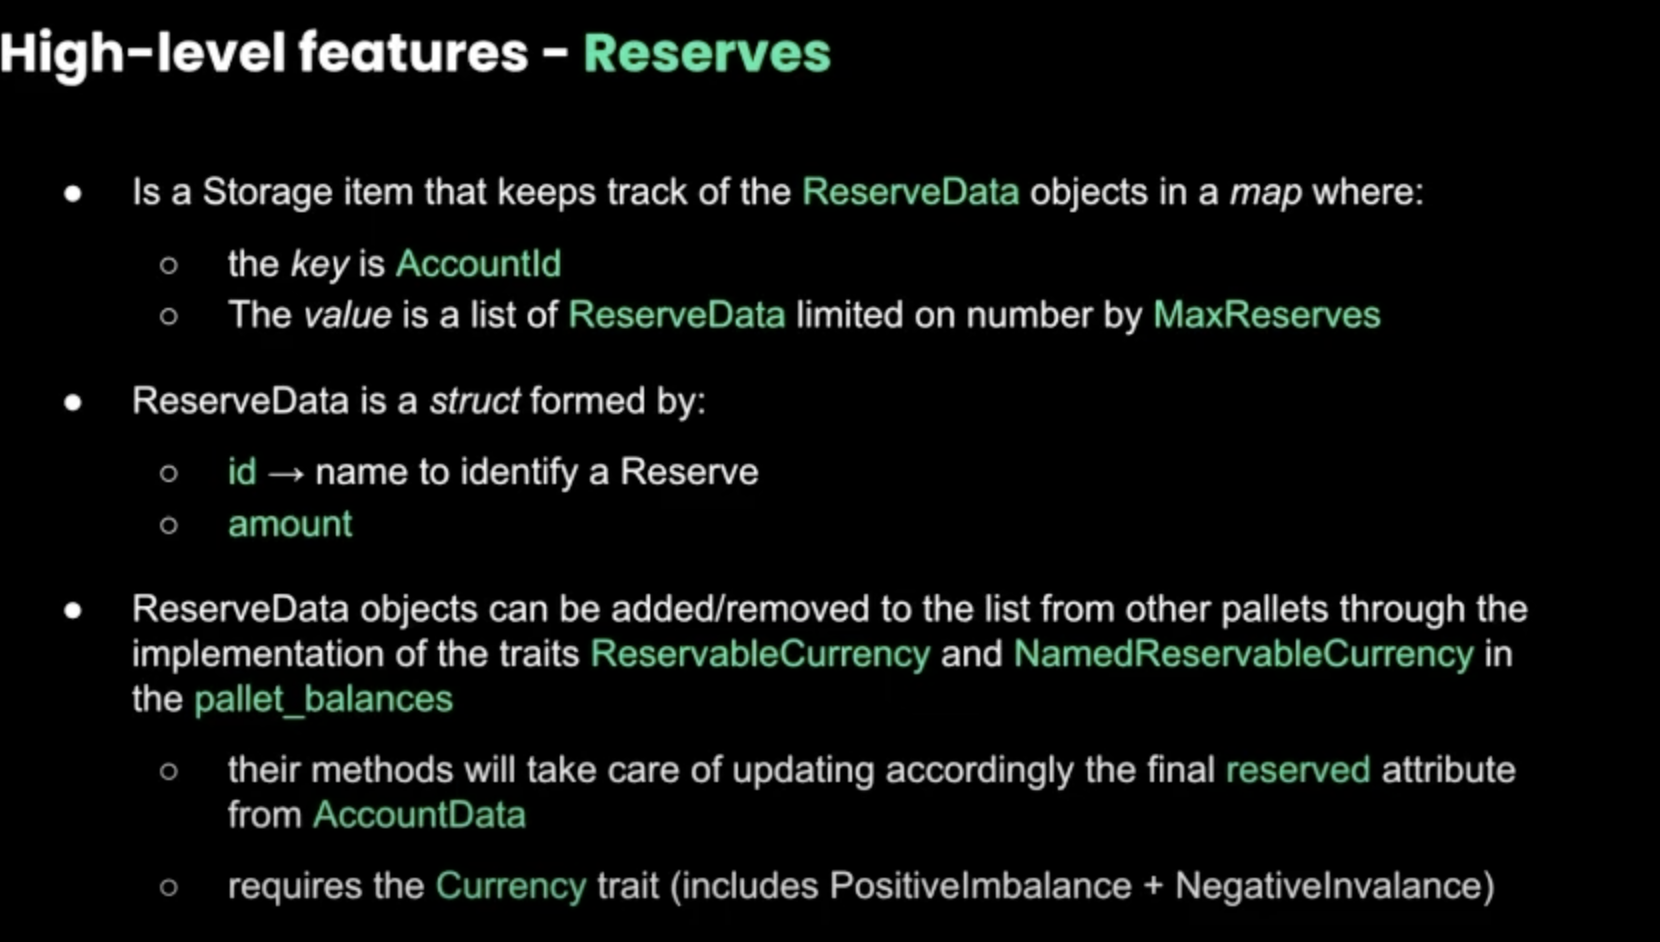 High-level features - Reserves
● Is a Storage item that keeps track of the ReserveData objects in a map where:
○ the key is AccountId
○ The value is a list of ReserveData limited on number by MaxReserves
● ReserveData is a struct formed by:
○ id → name to identify a Reserve
○ amount
● ReserveData objects can be added/removed to the list from other pallets through the
implementation of the traits ReservableCurrency and NamedReservableCurrency in
the pallet_balances
○ their methods will take care of updating accordingly the final reserved attribute
from AccountData
○ requires the Currency trait (includes PositiveImbalance + NegativeInvalance)